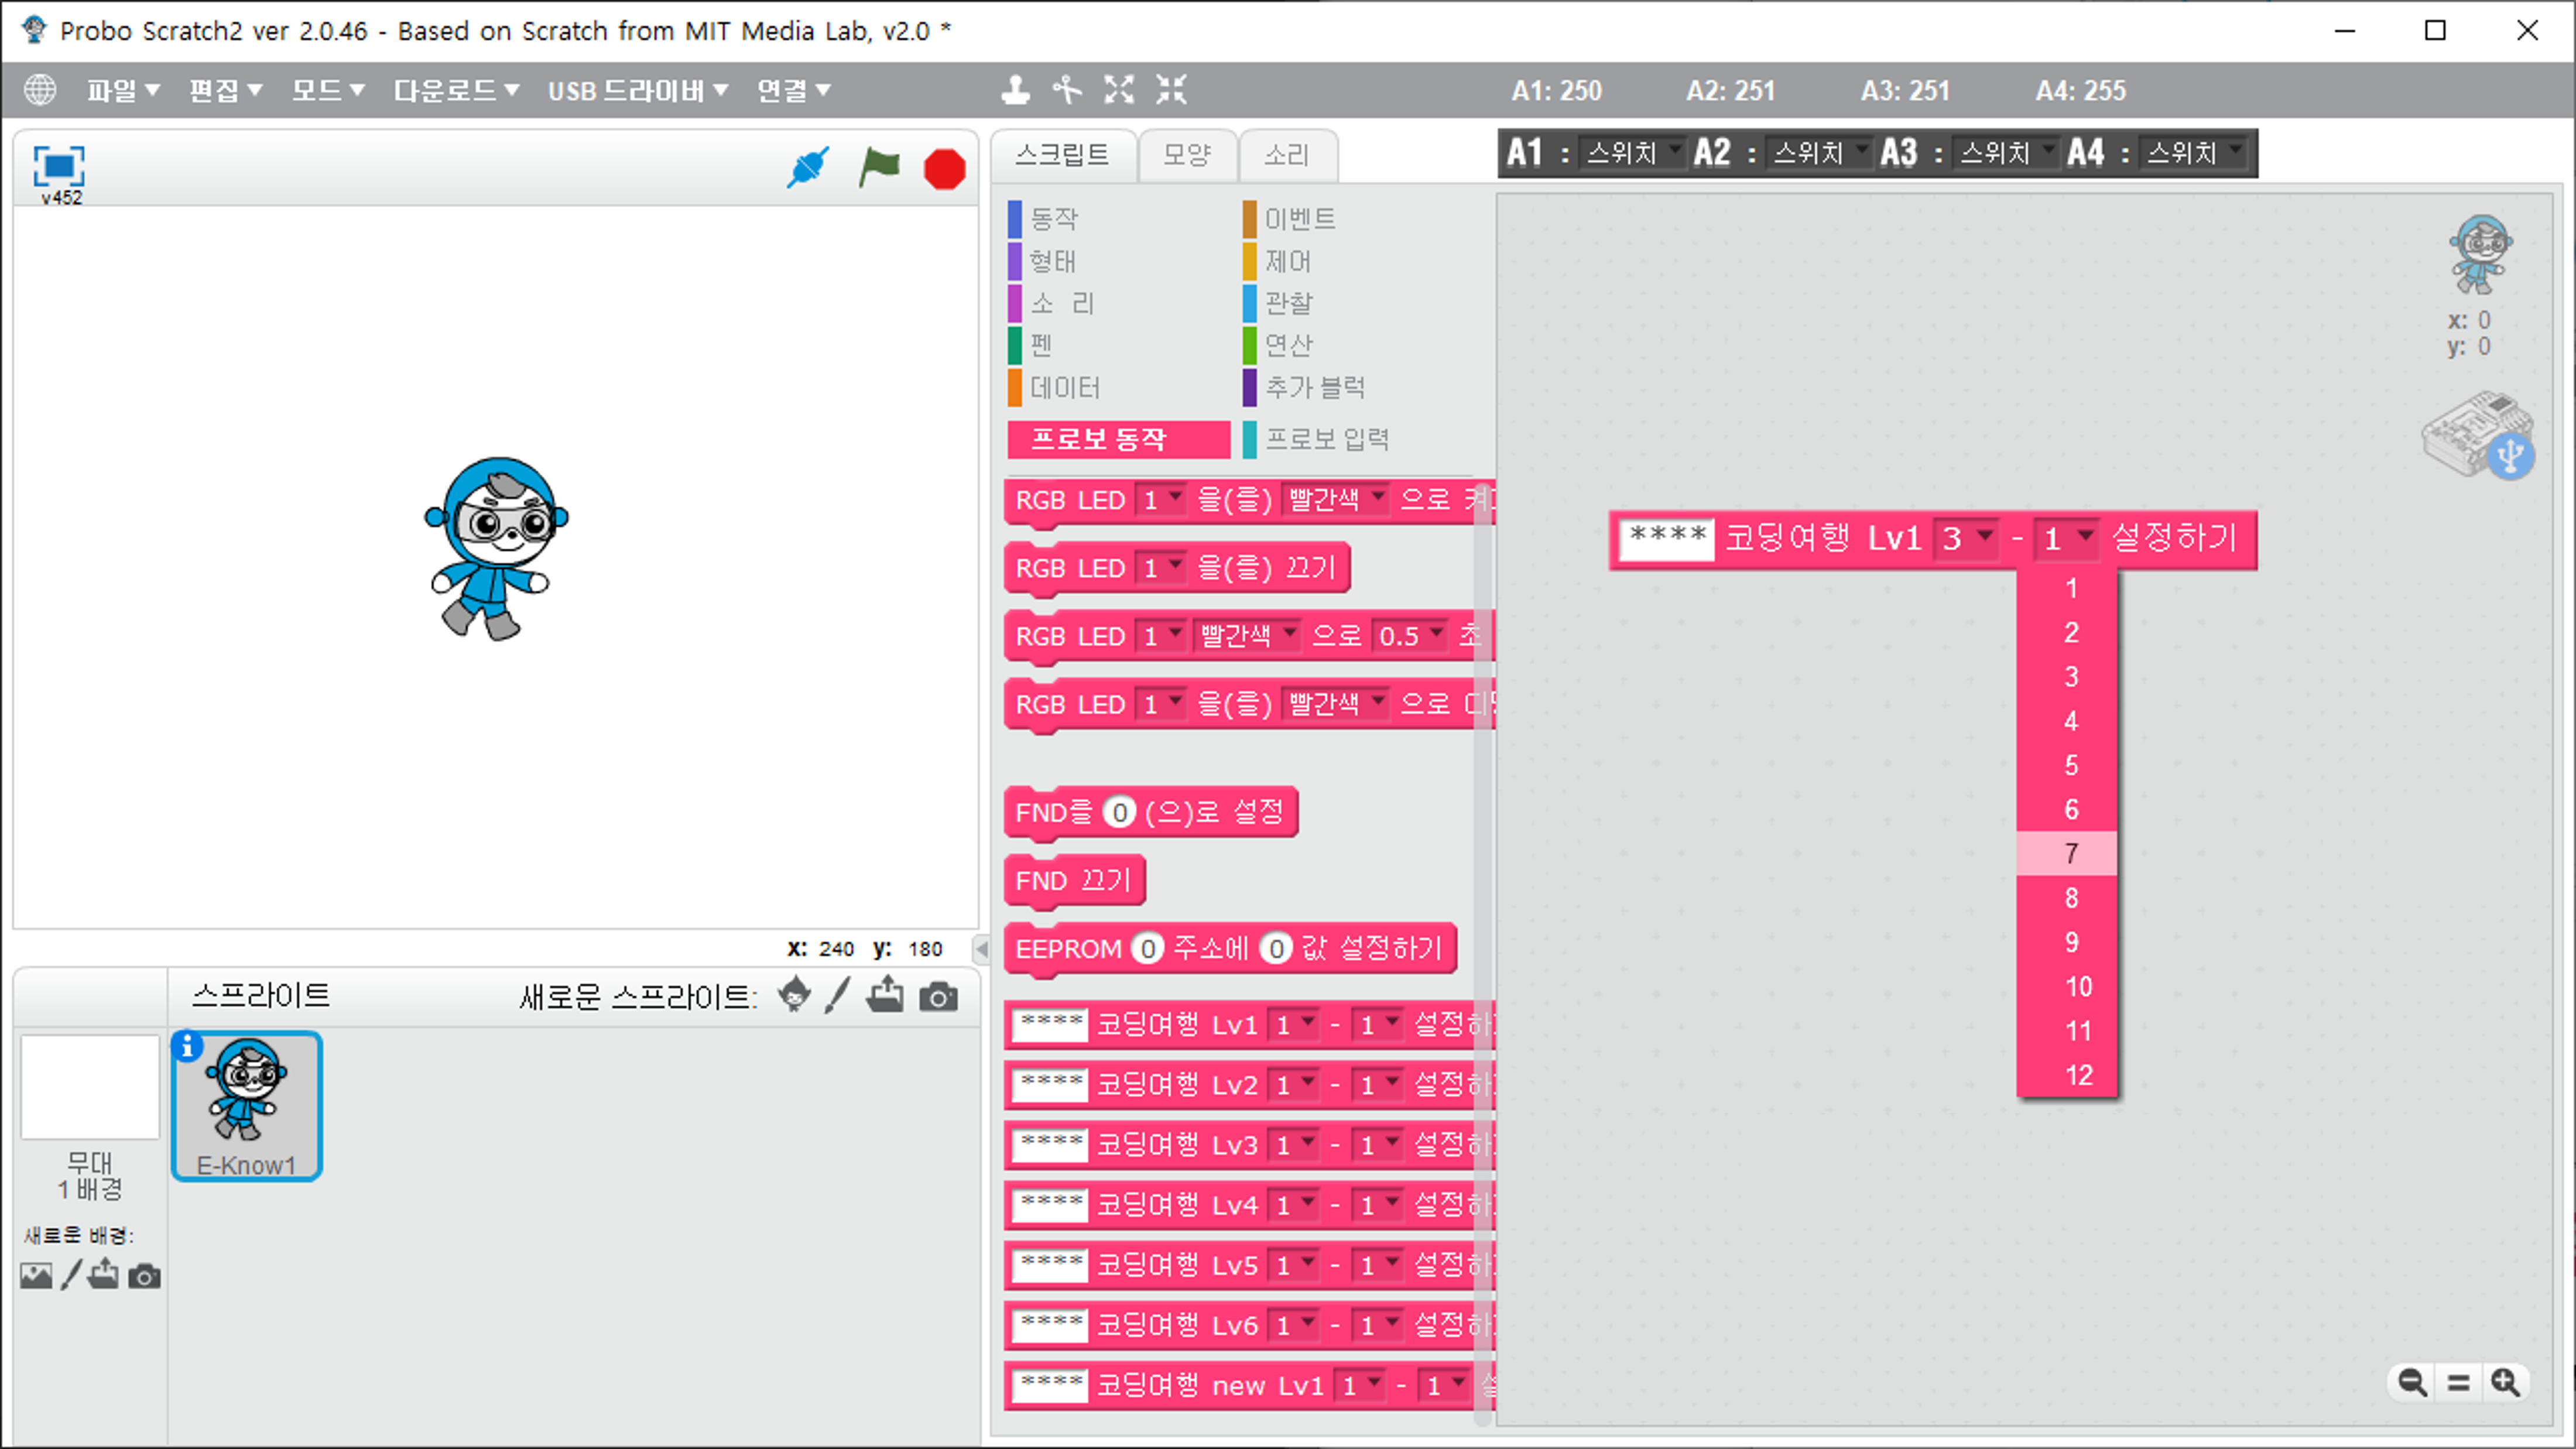 Probo Scratch2 ver 2.0.46 - Based on Scratch from MIT Media Lab, v2.0 *
파일 편집 모드 다운로드 USB 드라이버 연결 A1: 250 A2: 251 A3: 251 A4: 255
v452
스크립트 모양 소리
A1 : 스위치 A2 : 스위치 A3 : 스위치 A4 : 스위치
동작 이벤트
형태 제어
소 리 관찰
펜 연산
데이터 추가 블럭
프로보 동작 프로보 입력
RGB LED 1 을(를) 빨간색 으로
RGB LED 1 을(를) 끄기
RGB LED 1 빨간색 으로 0.5 초
RGB LED 1 을(를) 빨간색 으로
FND를 0 (으)로 설정
FND 끄기
EEPROM 0 주소에 0 값 설정하기
**** 코딩여행 Lv1 1 - 1 설정하
**** 코딩여행 Lv2 1 - 1 설정하
**** 코딩여행 Lv3 1 - 1 설정하
**** 코딩여행 Lv4 1 - 1 설정하
**** 코딩여행 Lv5 1 - 1 설정하
**** 코딩여행 Lv6 1 - 1 설정하
**** 코딩여행 new Lv1 1 - 1
x: 0
y: 0
**** 코딩여행 Lv1 3 - 1 설정하기
1
2
3
4
5
6
7
8
9
10
11
12
x: 240 y: 180
스프라이트 새로운 스프라이트:
E-Know1
무대
1 배경
새로운 배경: